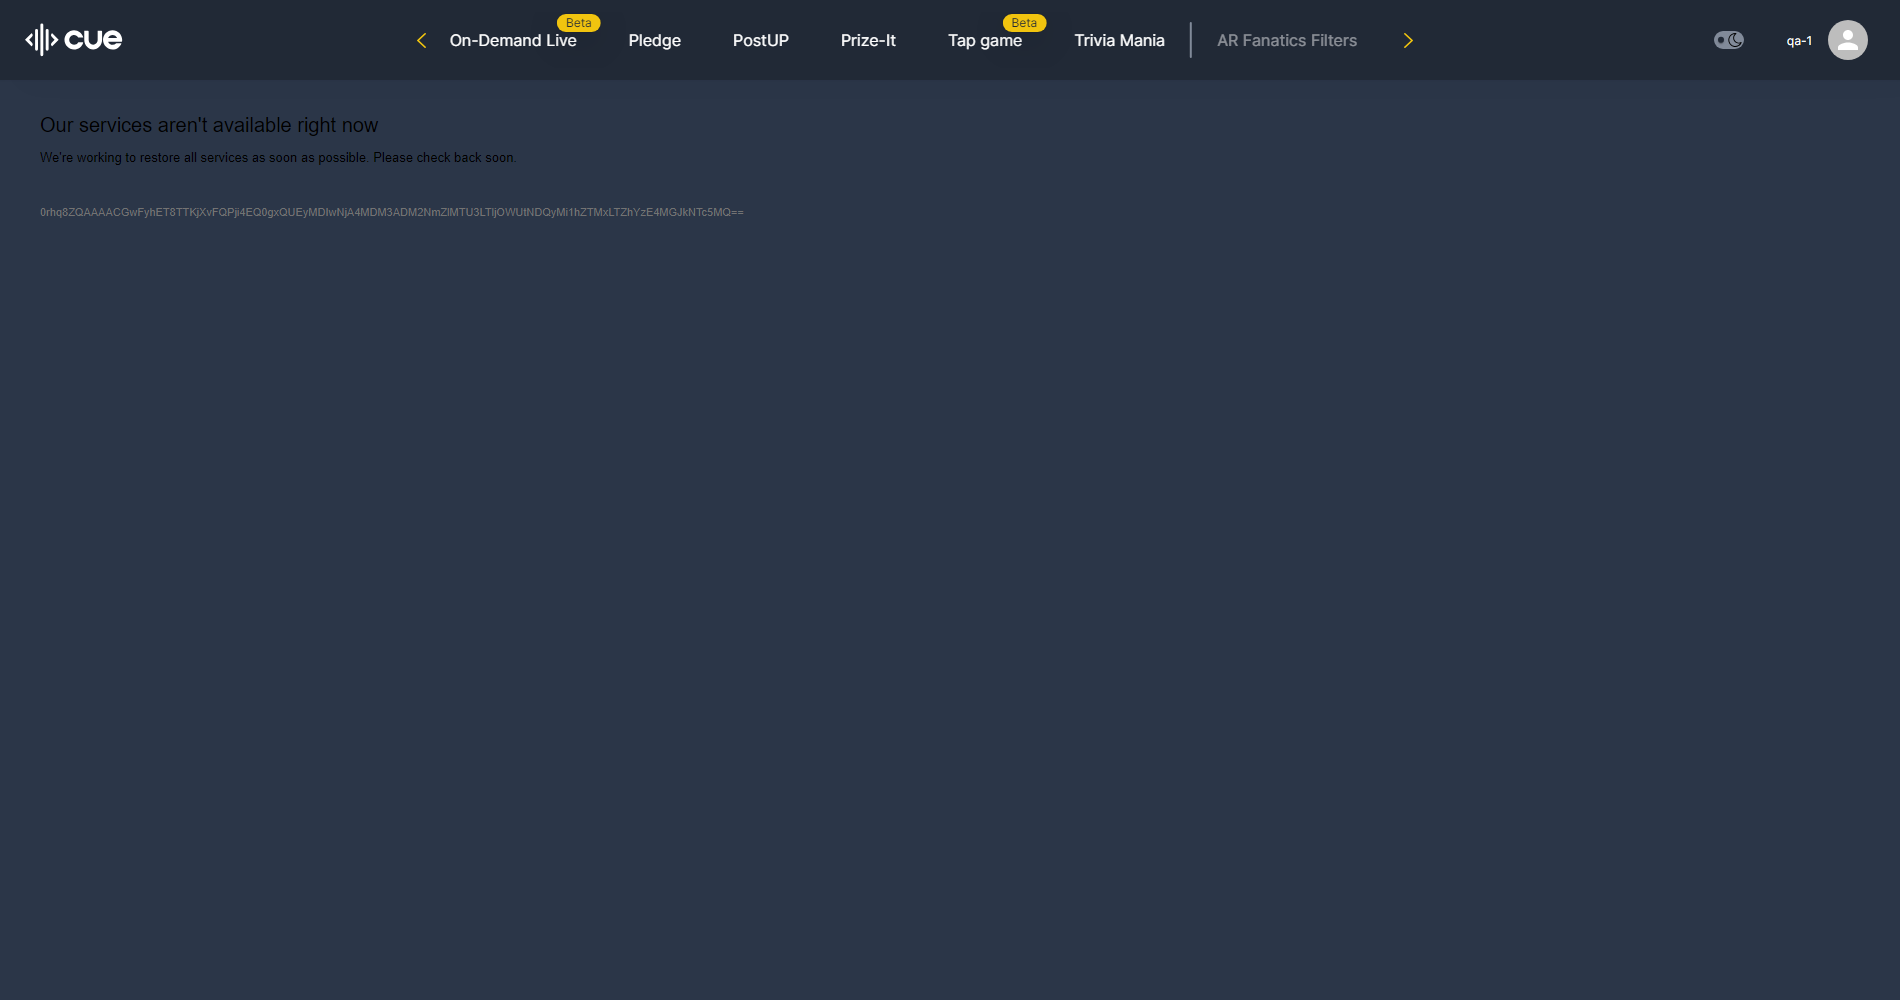 cue
On-Demand Live Beta Pledge PostUP Prize-It Tap game Beta Trivia Mania AR Fanatics Filters qa-1
Our services aren't available right now
We're working to restore all services as soon as possible. Please check back soon.
0rhq8ZQAAAACGwFyhET8TTKjXvFQPji4EQ0gxQUEyMDIwNjA4MDM3ADM2NmZlMTU3LTljOWUtNDQyMi1hZTMxLTZhYzE4MGJkNTc5MQ==